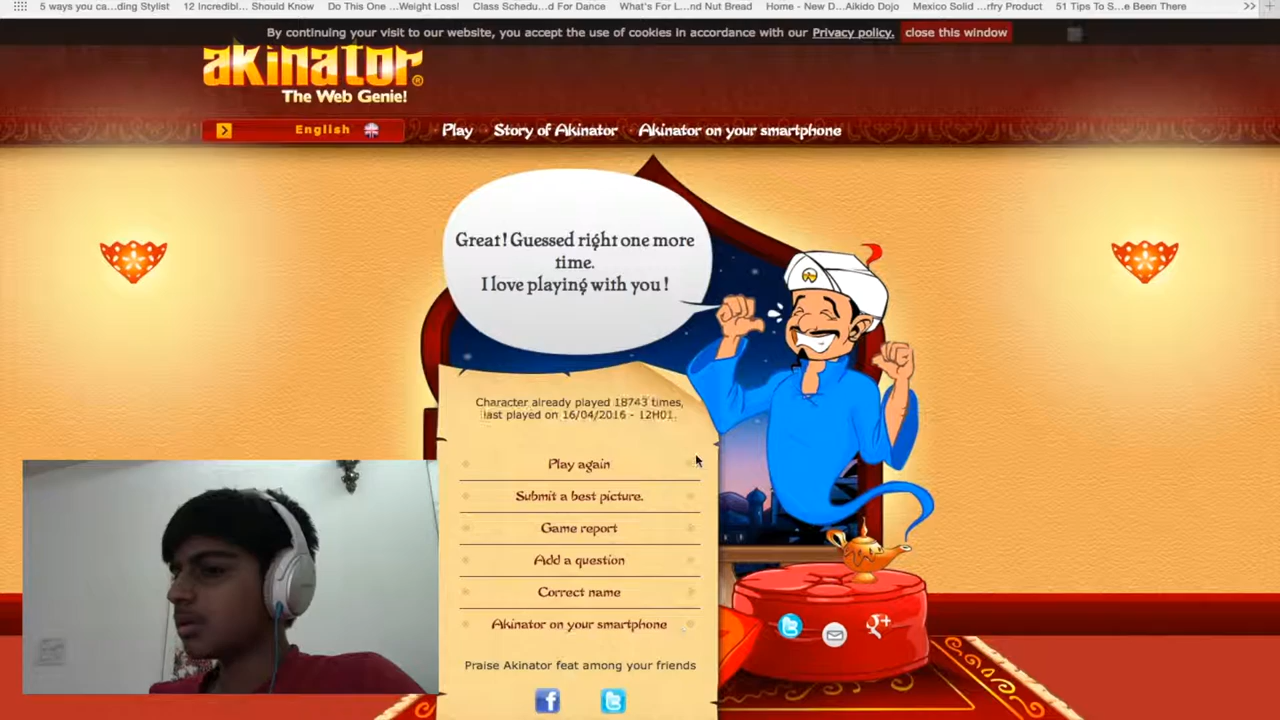 5 ways you ca...ding Stylist 12 Incredibl... Should Know Do This One ...Weight Loss! Class Schedu...d For Dance What's For L...nd Nut Bread Home - New D...Aikido Dojo Mexico Solid ...rfry Product 51 Tips To S...e Been There >>
By continuing your visit to our website, you accept the use of cookies in accordance with our Privacy policy. close this window
akinator®
The Web Genie!
English Play Story of Akinator Akinator on your smartphone
Great! Guessed right one more
time.
I love playing with you !
Character already played 18743 times,
last played on 16/04/2016 - 12H01.
Play again
Submit a best picture.
Game report
Add a question
Correct name
Akinator on your smartphone
g+
Praise Akinator feat among your friends
f